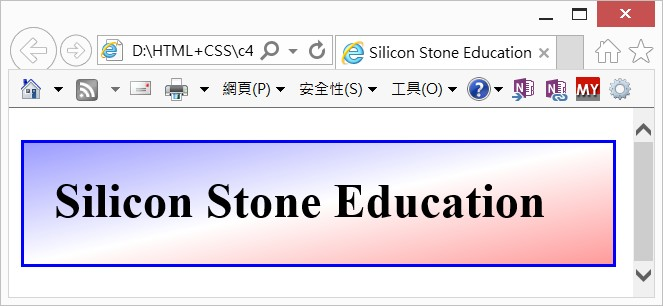 D:\HTML+CSS\c4
Silicon Stone Education
網頁(P) 安全性(S) 工具(O) ? N N MY
Silicon Stone Education